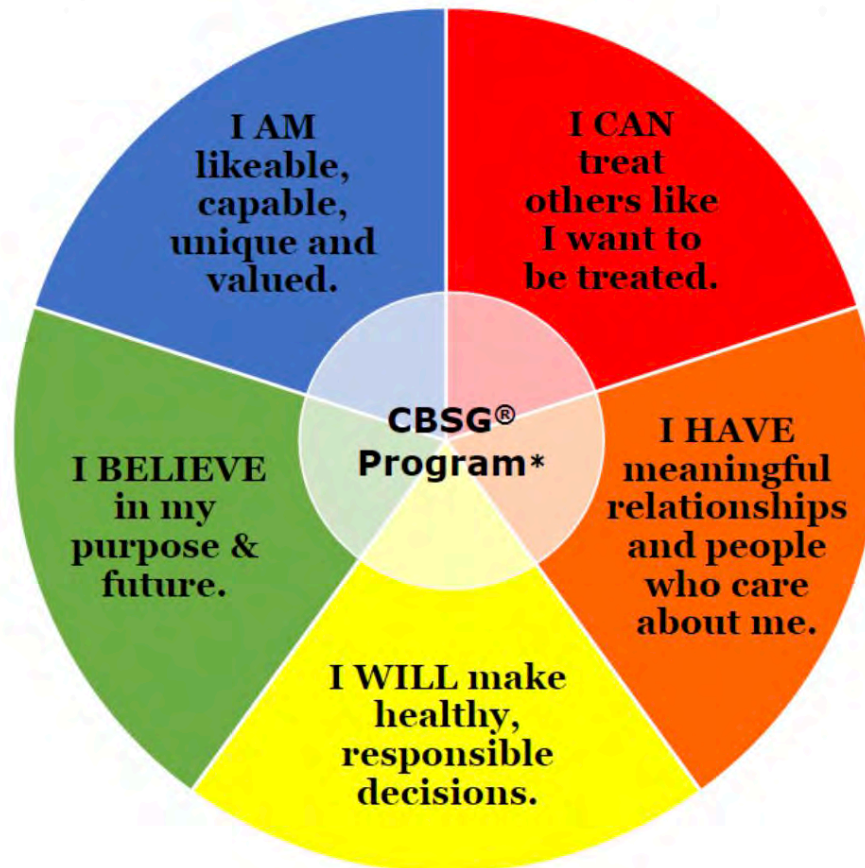 I AM
likeable,
capable,
unique and
valued.
I CAN
treat
others like
I want to
be treated.
I HAVE
meaningful
relationships
and people
who care
about me.
I WILL make
healthy,
responsible
decisions.
I BELIEVE
in my
purpose &
future.
CBSG®
Program*